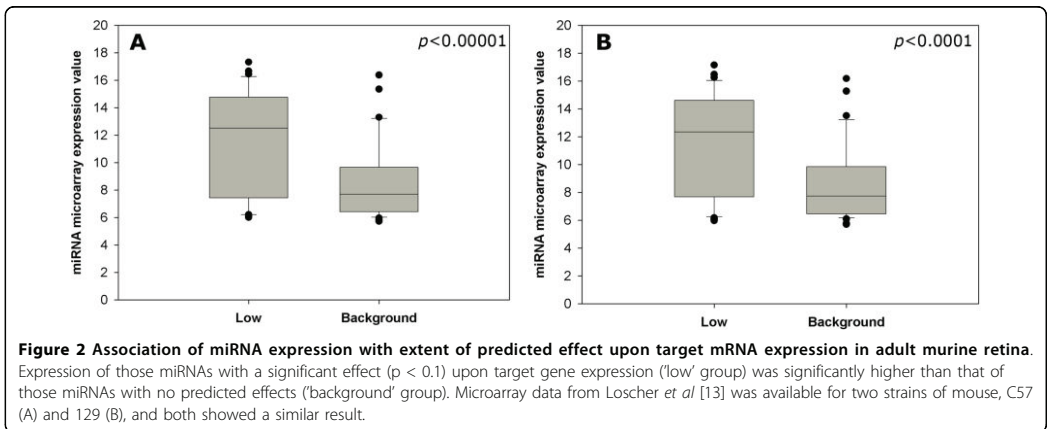 A
p<0.00001
miRNA microarray expression value
20
18
16
14
12
10
8
6
4
2
0
Low Background
B
p<0.0001
miRNA microarray expression value
20
18
16
14
12
10
8
6
4
2
0
Low Background
Figure 2 Association of miRNA expression with extent of predicted effect upon target mRNA expression in adult murine retina.
Expression of those miRNAs with a significant effect (p < 0.1) upon target gene expression ('low' group) was significantly higher than that of
those miRNAs with no predicted effects ('background' group). Microarray data from Loscher et al [13] was available for two strains of mouse, C57
(A) and 129 (B), and both showed a similar result.